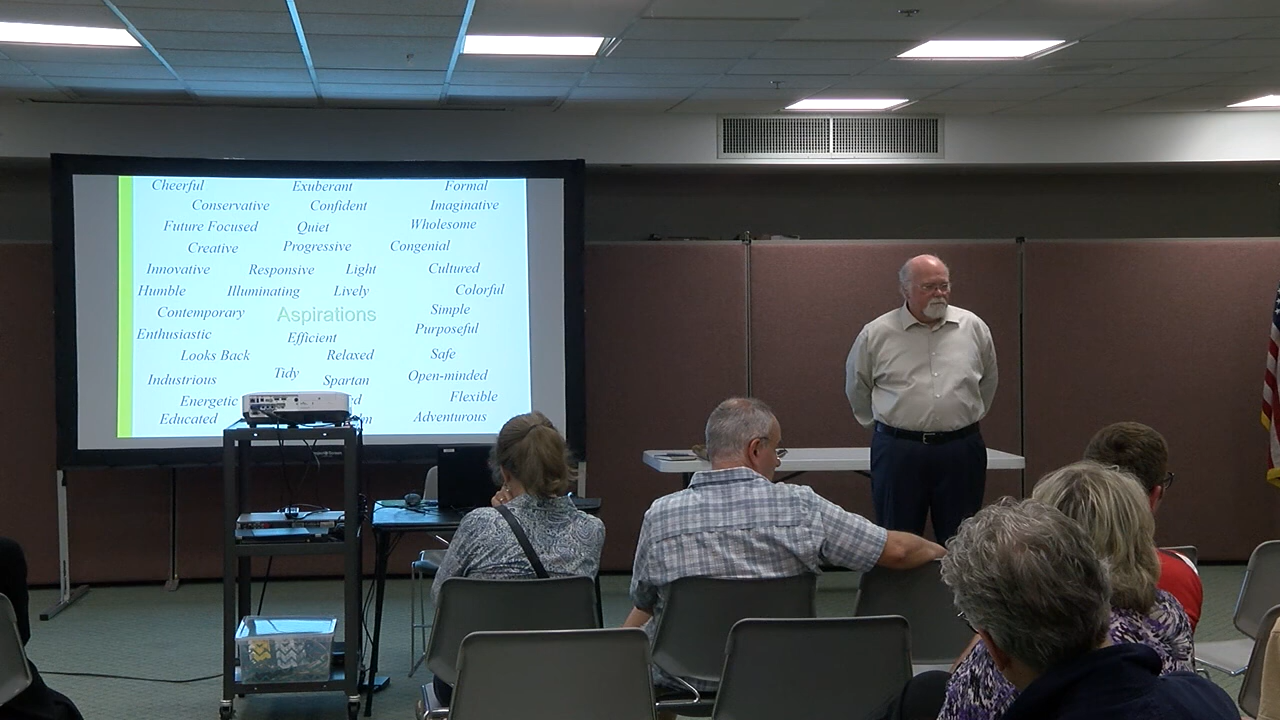 Cheerful Exuberant Formal
Conservative Confident Imaginative
Future Focused Quiet Wholesome
Creative Progressive Congenial
Innovative Responsive Light Cultured
Humble Illuminating Lively Colorful
Contemporary Aspirations Simple
Enthusiastic Efficient Purposeful
Looks Back Relaxed Safe
Industrious Tidy Spartan Open-minded
Energetic Flexible
Educated Adventurous